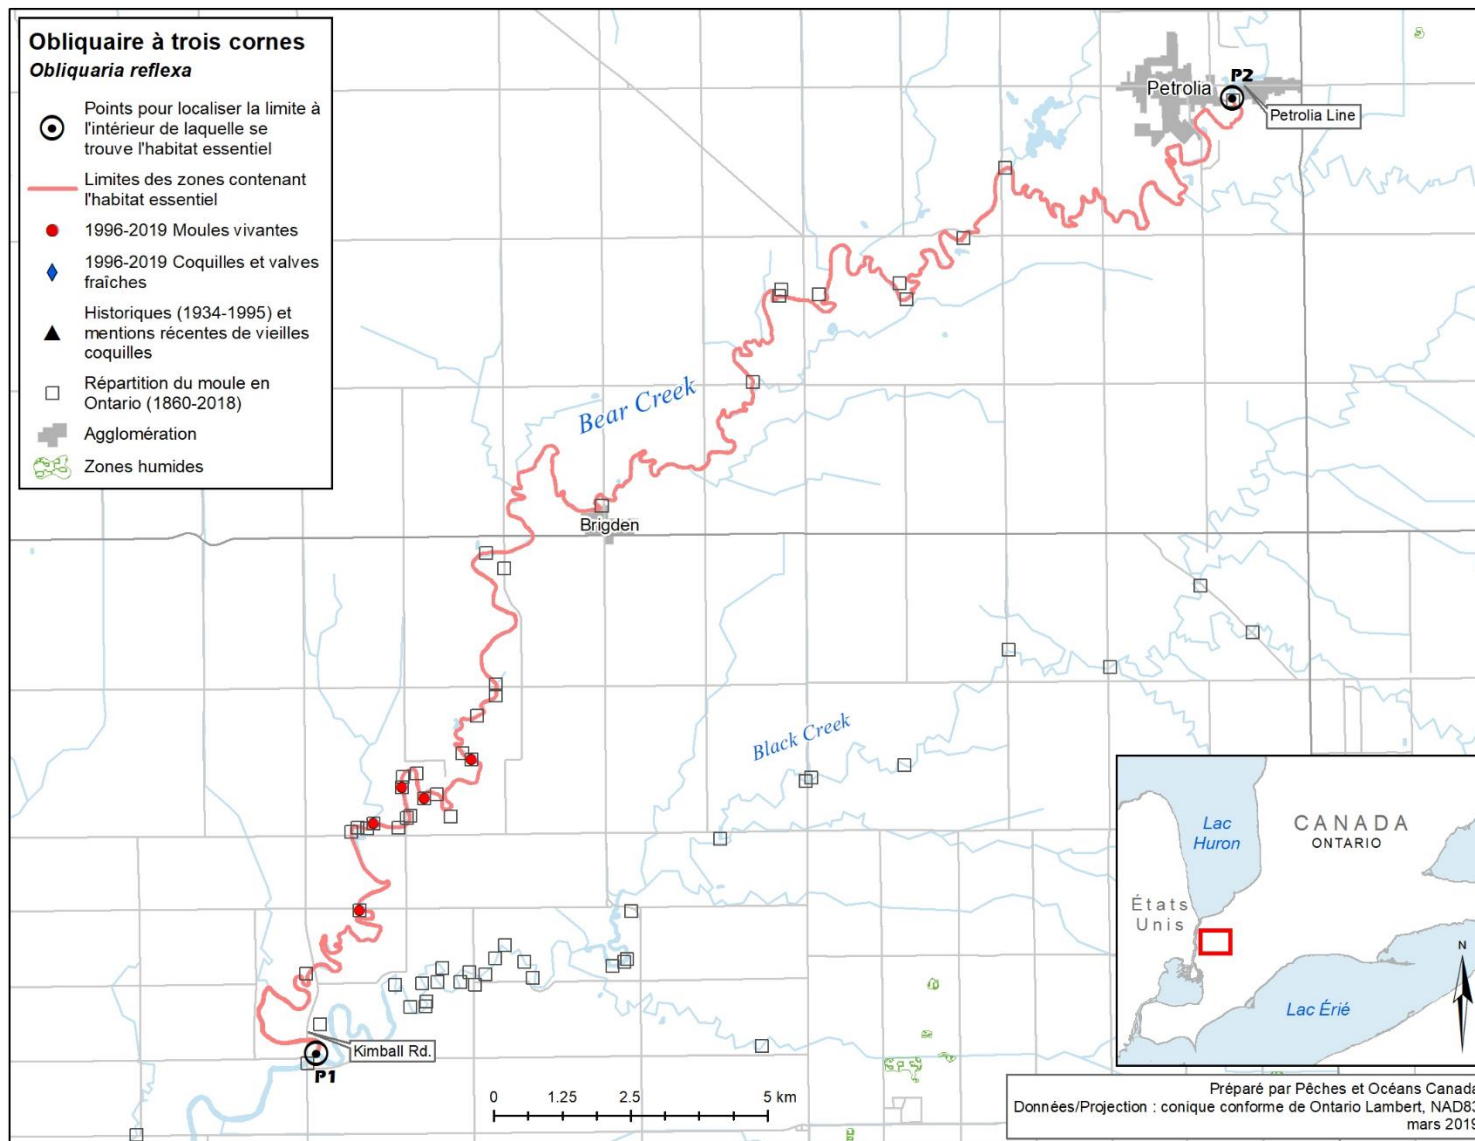 Obliquaire à trois cornes
Obliquaria reflexa
Points pour localiser la limite à
l'intérieur de laquelle se
trouve l'habitat essentiel
Limites des zones contenant
l'habitat essentiel
1996-2019 Moules vivantes
1996-2019 Coquilles et valves
fraîches
Historiques (1934-1995) et
mentions récentes de vieilles
coquilles
Répartition du moule en
Ontario (1860-2018)
Agglomération
Zones humides
P2
Petrolia
Petrolia Line
Bear Creek
Brigden
Black Creek
Kimball Rd.
P1
0 1.25 2.5 5 km
Lac
Huron
CANADA
ONTARIO
États
Unis
Lac Érié
N
Préparé par Pêches et Océans Canada
Données/Projection : conique conforme de Ontario Lambert, NAD83
mars 2019